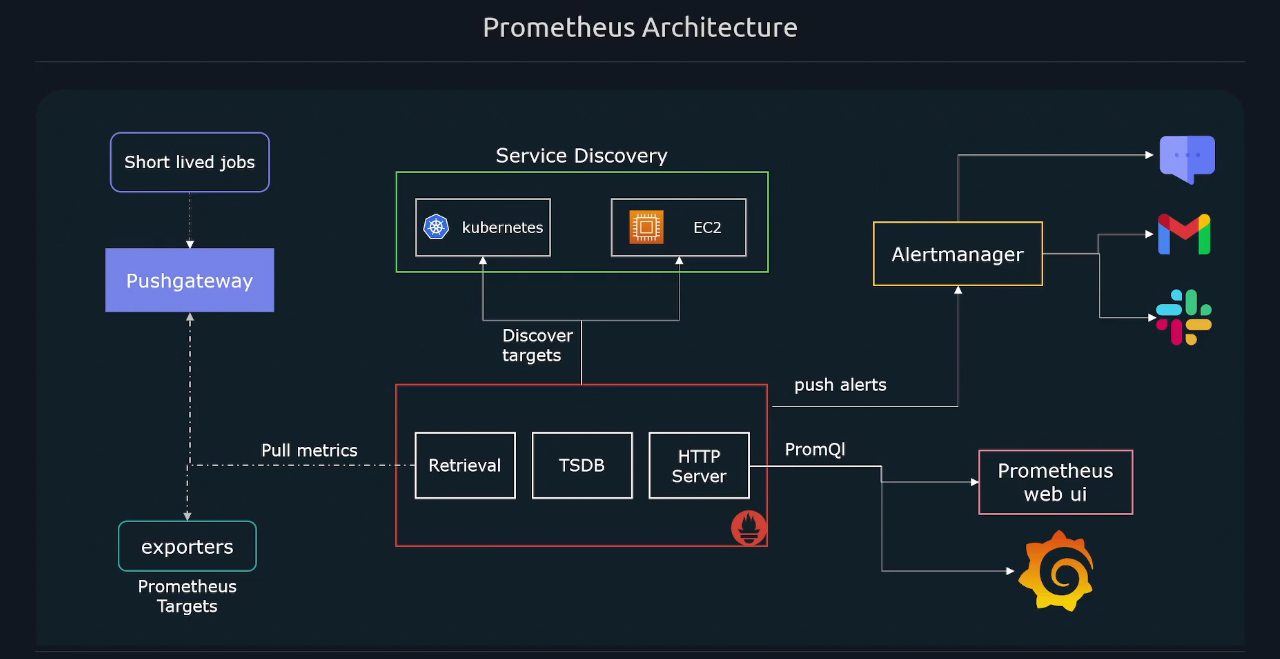 Prometheus Architecture
Short lived jobs
Service Discovery
kubernetes
EC2
Pushgateway
Alertmanager
Discover
targets
push alerts
Pull metrics
Retrieval
TSDB
HTTP
Server
PromQl
Prometheus
web ui
exporters
Prometheus
Targets